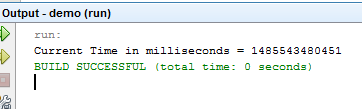 Output - demo (run)
run:
Current Time in milliseconds = 1485543480451
BUILD SUCCESSFUL (total time: 0 seconds)